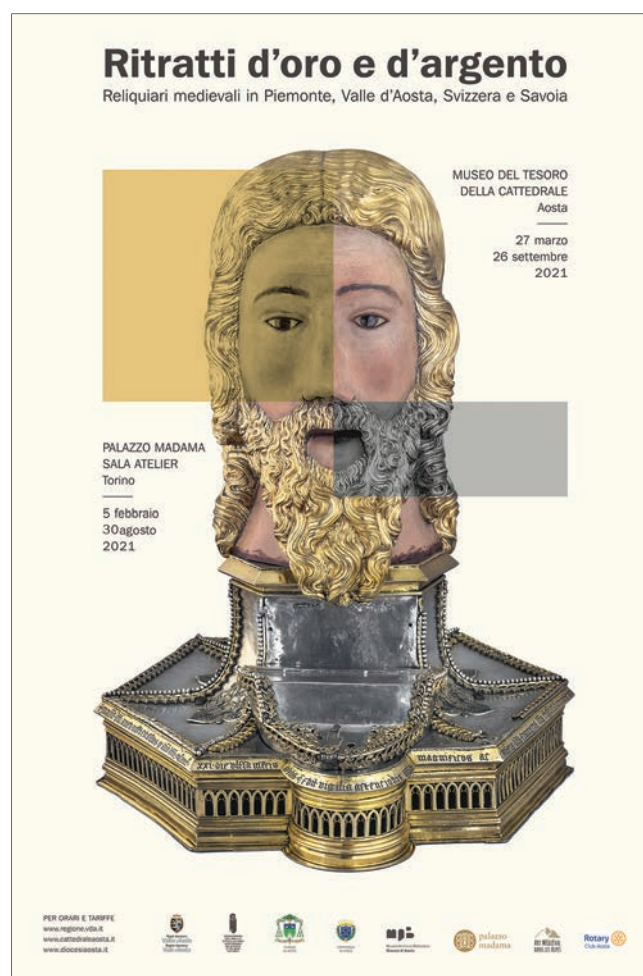 Ritratti d'oro e d'argento
Reliquiari medievali in Piemonte, Valle d'Aosta, Svizzera e Savoia
MUSEO DEL TESORO
DELLA CATTEDRALE
Aosta
27 marzo
26 settembre
2021
PALAZZO MADAMA
SALA ATELIER
Torino
5 febbraio
30agosto
2021
PER ORARI E TARIFFE
www.regione.vda.it
www.cattedraleaosta.it
www.diocesiaosta.it
palazzo
madama
Rotary
Club Aosta